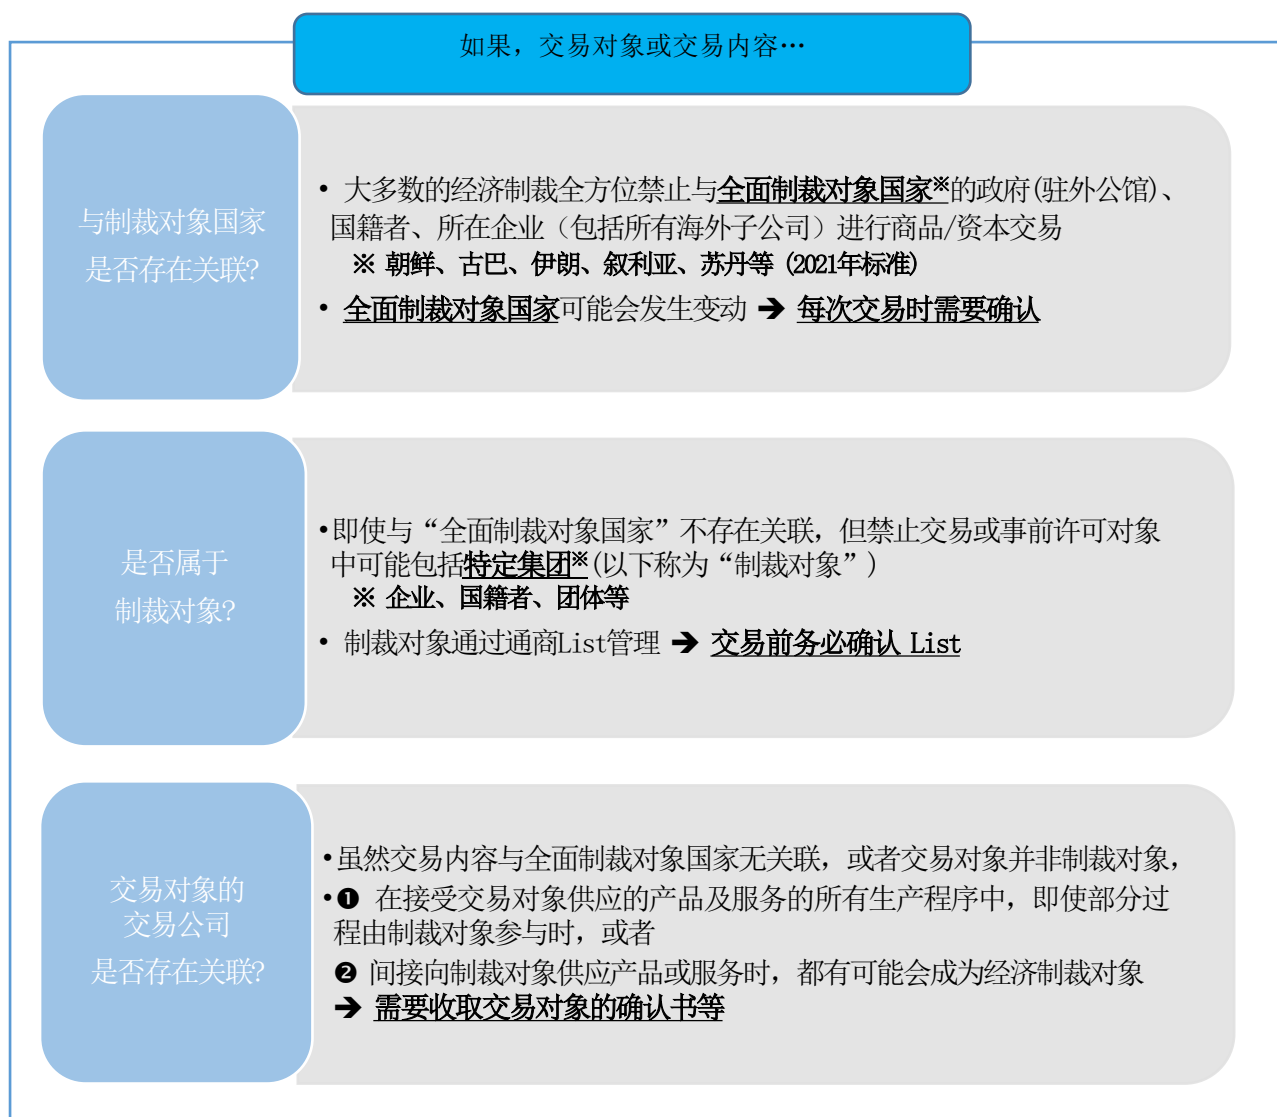 如果，交易对象或交易内容…
与制裁对象国家
是否存在关联?
• 大多数的经济制裁全方位禁止与全面制裁对象国家※的政府(驻外公馆)、
国籍者、所在企业（包括所有海外子公司）进行商品/资本交易
※ 朝鲜、古巴、伊朗、叙利亚、苏丹等 (2021年标准)
• 全面制裁对象国家可能会发生变动 ➔ 每次交易时需要确认
是否属于
制裁对象?
•即使与“全面制裁对象国家”不存在关联，但禁止交易或事前许可对象
中可能包括特定集团※(以下称为“制裁对象”)
※ 企业、国籍者、团体等
• 制裁对象通过通商List管理 ➔ 交易前务必确认 List
交易对象的
交易公司
是否存在关联?
•虽然交易内容与全面制裁对象国家无关联，或者交易对象并非制裁对象，
•❶ 在接受交易对象供应的产品及服务的所有生产程序中，即使部分过
程由制裁对象参与时，或者
❷ 间接向制裁对象供应产品或服务时，都有可能会成为经济制裁对象
➔ 需要收取交易对象的确认书等